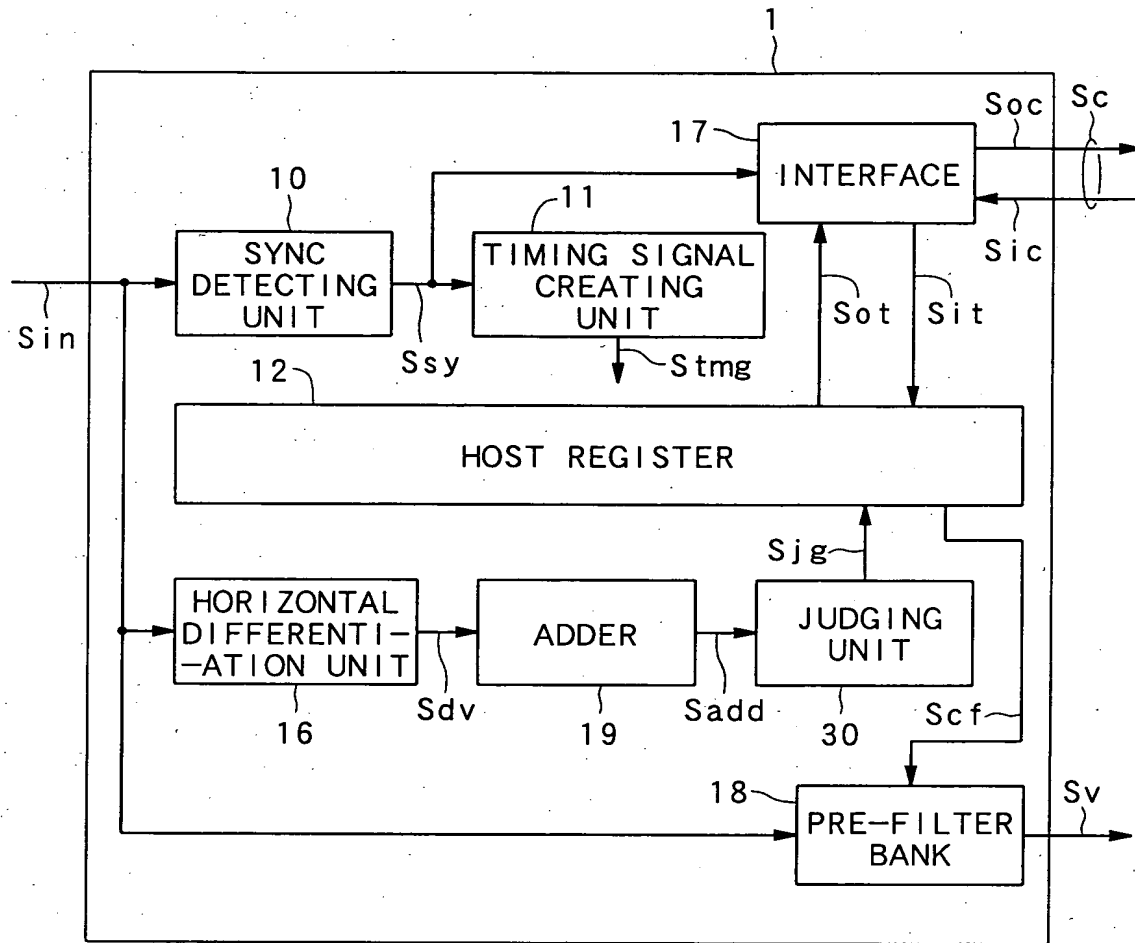 1
17
Soc
Sc
INTERFACE
10
11
Sic
SYNC
DETECTING
UNIT
TIMING SIGNAL
CREATING
UNIT
Sin
Ssy
Sot
Sit
Stmg
12
HOST REGISTER
Sjg
HORIZONTAL
DIFFERENTI-
-ATION UNIT
ADDER
JUDGING
UNIT
16
Sdv
19
Sadd
30
Scf
18
Sv
PRE-FILTER
BANK